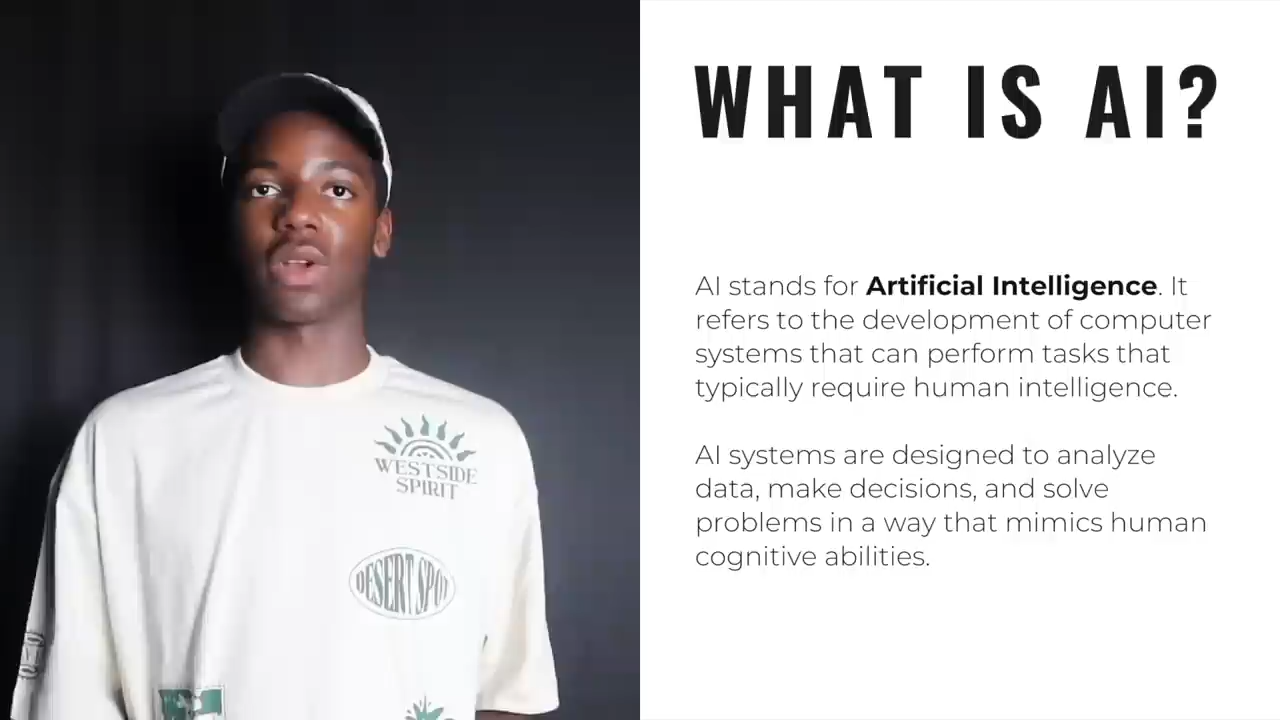 WHAT IS AI?
AI stands for Artificial Intelligence. It
refers to the development of computer
systems that can perform tasks that
typically require human intelligence.
AI systems are designed to analyze
data, make decisions, and solve
problems in a way that mimics human
cognitive abilities.
WESTSIDE
SPIRIT
DESERT SPOT